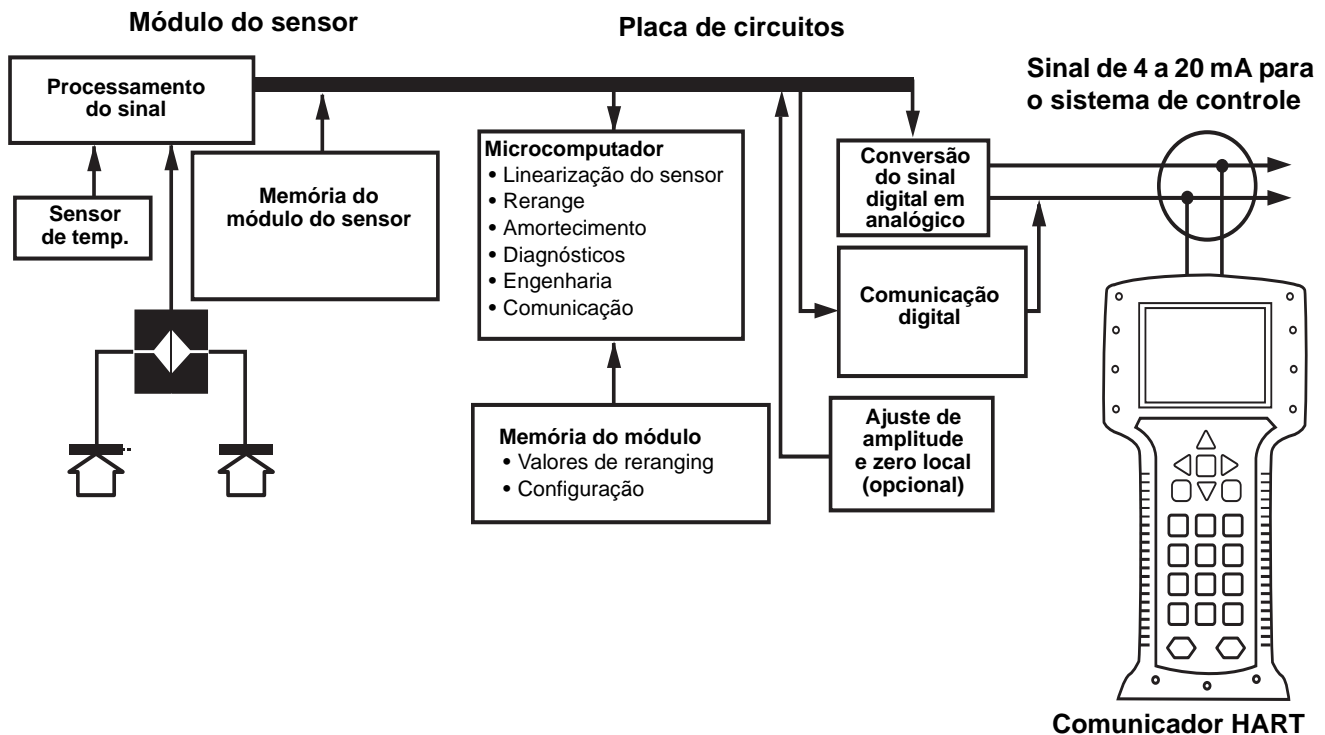 Módulo do sensor
Placa de circuitos
Sinal de 4 a 20 mA para
o sistema de controle
Processamento
do sinal
Sensor
de temp.
Memória do
módulo do sensor
Microcomputador
• Linearização do sensor
• Rerange
• Amortecimento
• Diagnósticos
• Engenharia
• Comunicação
Memória do módulo
• Valores de reranging
• Configuração
Conversão
do sinal
digital em
analógico
Comunicação
digital
Ajuste de
amplitude
e zero local
(opcional)
Comunicador HART